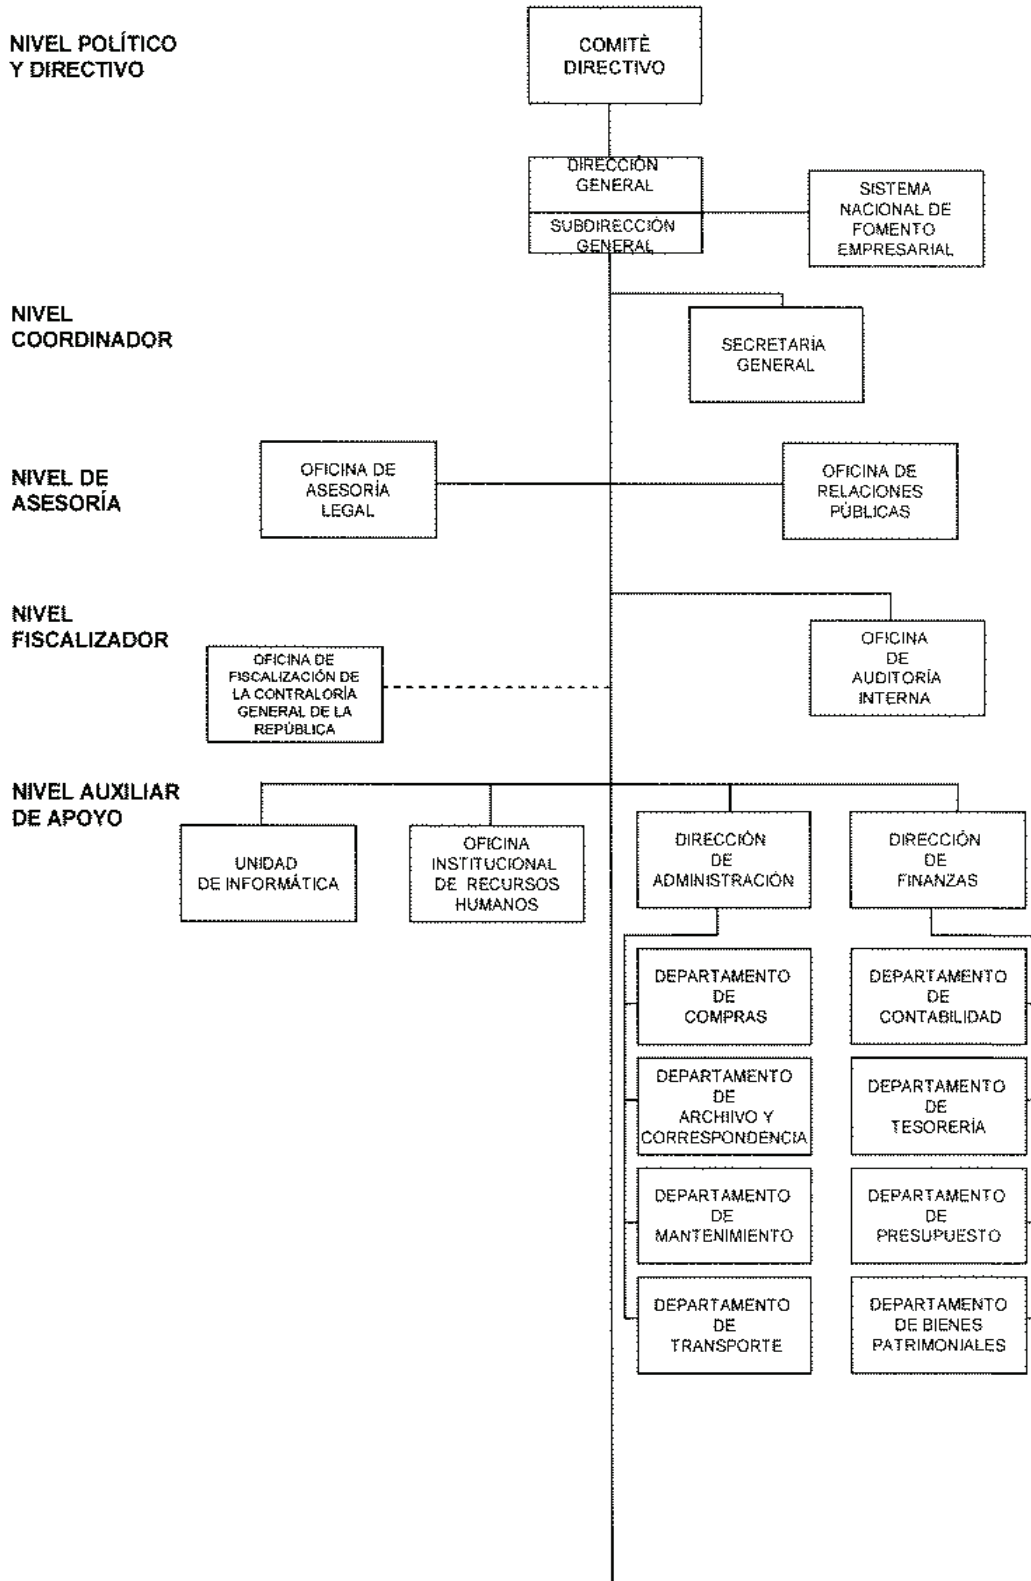 NIVEL POLÍTICO
Y DIRECTIVO
COMITÈ
DIRECTIVO
DIRECCIÓN
GENERAL
SUBDIRECCIÓN
GENERAL
SISTEMA
NACIONAL DE
FOMENTO
EMPRESARIAL
NIVEL
COORDINADOR
SECRETARÍA
GENERAL
NIVEL DE
ASESORÍA
OFICINA DE
ASESORÍA
LEGAL
OFICINA DE
RELACIONES
PÚBLICAS
NIVEL
FISCALIZADOR
OFICINA DE
FISCALIZACIÓN DE
LA CONTRALORÍA
GENERAL DE LA
REPÚBLICA
OFICINA
DE
AUDITORÍA
INTERNA
NIVEL AUXILIAR
DE APOYO
UNIDAD
DE INFORMÁTICA
OFICINA
INSTITUCIONAL
DE RECURSOS
HUMANOS
DIRECCIÓN
DE
ADMINISTRACIÓN
DIRECCIÓN
DE
FINANZAS
DEPARTAMENTO
DE
COMPRAS
DEPARTAMENTO
DE
CONTABILIDAD
DEPARTAMENTO
DE
ARCHIIVO Y
CORRESPONDENCIA
DEPARTAMENTO
DE
TESORERÍA
DEPARTAMENTO
DE
MANTENIMIENTO
DEPARTAMENTO
DE
PRESUPUESTO
DEPARTAMENTO
DE
TRANSPORTE
DEPARTAMENTO
DE BIENES
PATRIMONIALES